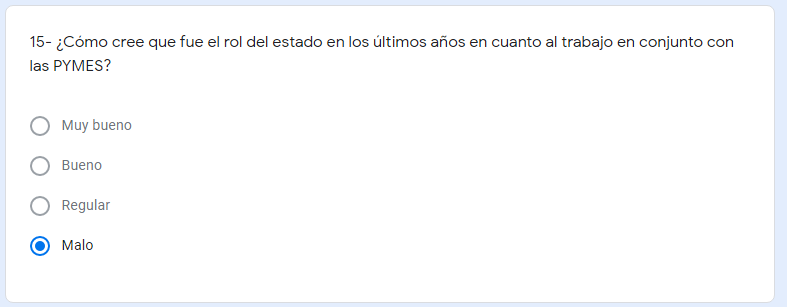 15- ¿Cómo cree que fue el rol del estado en los últimos años en cuanto al trabajo en conjunto con
las PYMES?
Muy bueno
Bueno
Regular
Malo